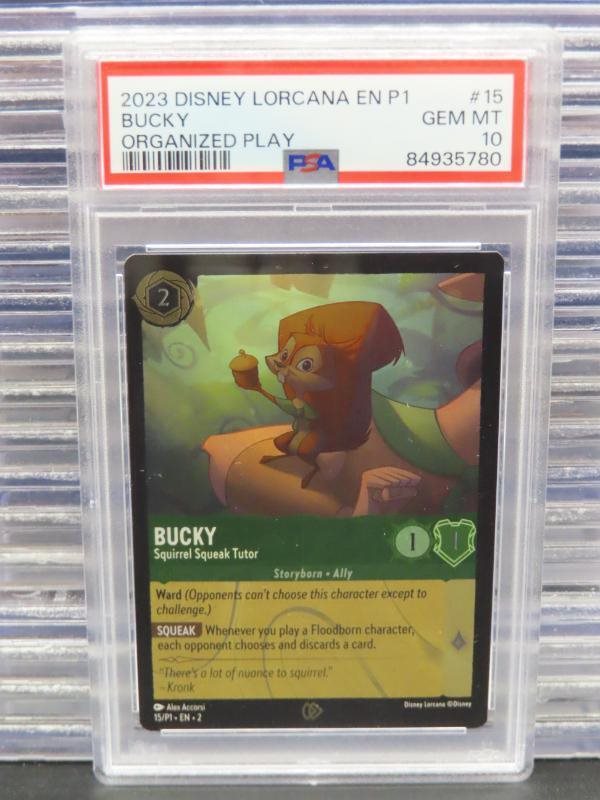 2023 DISNEY LORCANA EN P1 #15
BUCKY GEM MT
ORGANIZED PLAY 10
PSA 84935780
2
BUCKY
Squirrel Squeak Tutor
1 1
Storyborn • Ally
Ward (Opponents can't choose this character except to
challenge.)
SQUEAK Whenever you play a Floodborn character,
each opponent chooses and discards a card.
"There's a lot of nuance to squirrel."
–Kronk
Alex Accorsi Disney Lorcana ©Disney
15/P1 • EN • 2